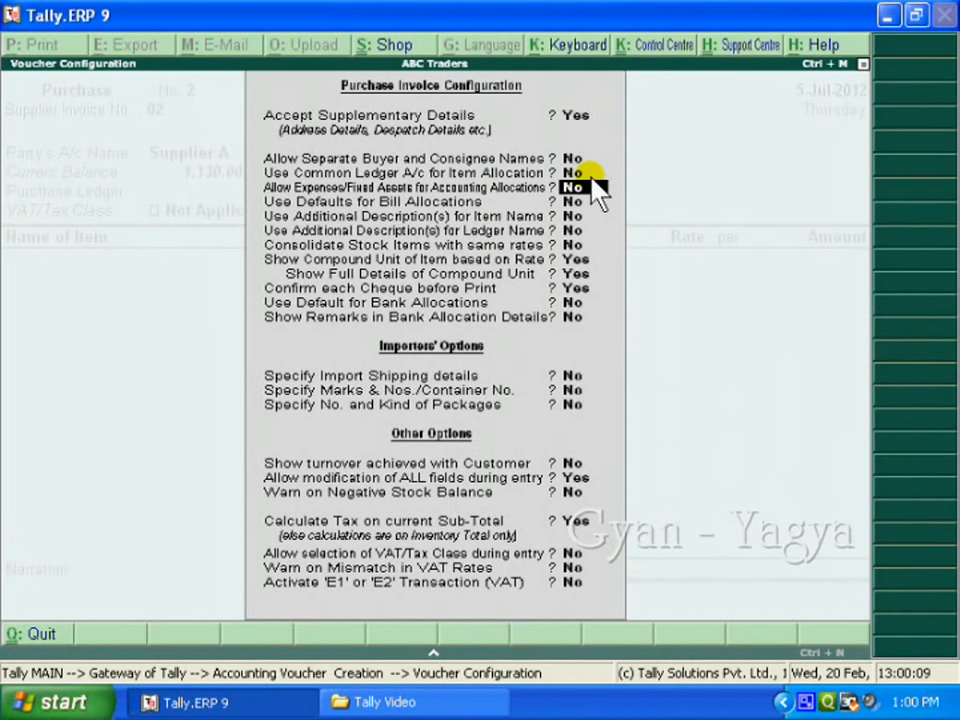 Tally.ERP 9
P: Print E: Export M: E-Mail O: Upload S: Shop G: Language K: Keyboard K: Control Centre H: Support Centre H: Help
Voucher Configuration ABC Traders Ctrl + M
Purchase No. 2 5-Jul-2012
Supplier Invoice No. 02 Thursday
Party's A/c Name: Supplier A
Current Balance 1,130.00
Purchase Ledger
VAT/Tax Class □ Not Applic
Name of Item Rate per Amount
Purchase Invoice Configuration
Accept Supplementary Details ? Yes
(Address Details, Despatch Details etc.)
Allow Separate Buyer and Consignee Names ? No
Use Common Ledger A/c for Item Allocation ? No
Allow Expenses/Fixed Assets for Accounting Allocations ? No
Use Defaults for Bill Allocations ? No
Use Additional Description(s) for Item Name ? No
Use Additional Description(s) for Ledger Name ? No
Consolidate Stock Items with same rates ? No
Show Compound Unit of Item based on Rate ? Yes
Show Full Details of Compound Unit ? Yes
Confirm each Cheque before Print ? Yes
Use Default for Bank Allocations ? No
Show Remarks in Bank Allocation Details ? No
Importers' Options
Specify Import Shipping details ? No
Specify Marks & Nos./Container No. ? No
Specify No. and Kind of Packages ? No
Other Options
Show turnover achieved with Customer ? No
Allow modification of ALL fields during entry ? Yes
Warn on Negative Stock Balance ? No
Calculate Tax on current Sub-Total ? Yes
(else calculations are on Inventory Total only)
Allow selection of VAT/Tax Class during entry ? No
Warn on Mismatch in VAT Rates ? No
Activate 'E1' or 'E2' Transaction (VAT) ? No
Gyan - Yagya
Narration:
Q: Quit
Ctrl + N
Tally MAIN --> Gateway of Tally --> Accounting Voucher Creation --> Voucher Configuration (c) Tally Solutions Pvt. Ltd., 1 Wed, 20 Feb, 13:00:09
start Tally.ERP 9 Tally Video 1:00 PM